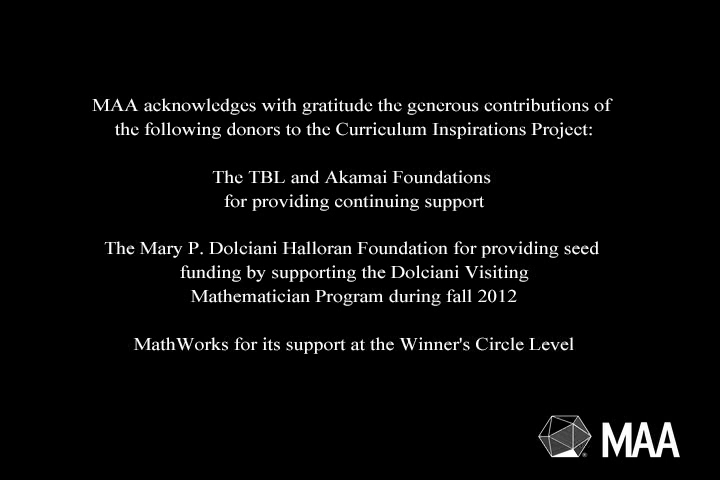 MAA acknowledges with gratitude the generous contributions of
the following donors to the Curriculum Inspirations Project:
The TBL and Akamai Foundations
for providing continuing support
The Mary P. Dolciani Halloran Foundation for providing seed
funding by supporting the Dolciani Visiting
Mathematician Program during fall 2012
MathWorks for its support at the Winner's Circle Level
MAA